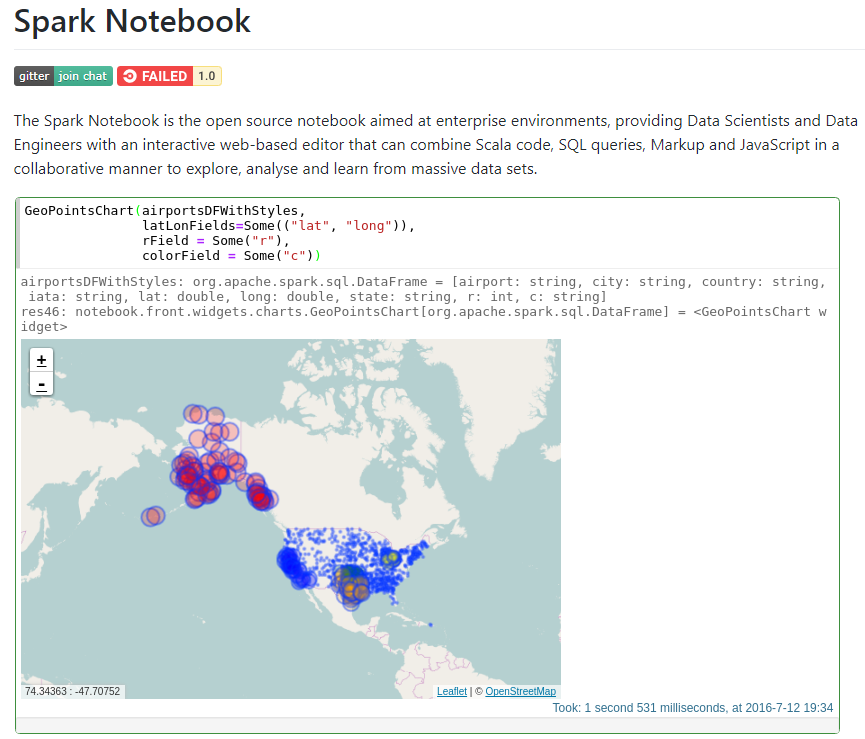 Spark Notebook
gitter join chat FAILED 1.0
The Spark Notebook is the open source notebook aimed at enterprise environments, providing Data Scientists and Data
Engineers with an interactive web-based editor that can combine Scala code, SQL queries, Markup and JavaScript in a
collaborative manner to explore, analyse and learn from massive data sets.
GeoPointsChart(airportsDFWithStyles,
               latLonFields=Some(("lat", "long")),
               rField = Some("r"),
               colorField = Some("c"))
airportsDFWithStyles: org.apache.spark.sql.DataFrame = [airport: string, city: string, country: string,
 iata: string, lat: double, long: double, state: string, r: int, c: string]
res46: notebook.front.widgets.charts.GeoPointsChart[org.apache.spark.sql.DataFrame] = <GeoPointsChart w
idget>
+
-
74.34363 : -47.70752
Leaflet | © OpenStreetMap
Took: 1 second 531 milliseconds, at 2016-7-12 19:34